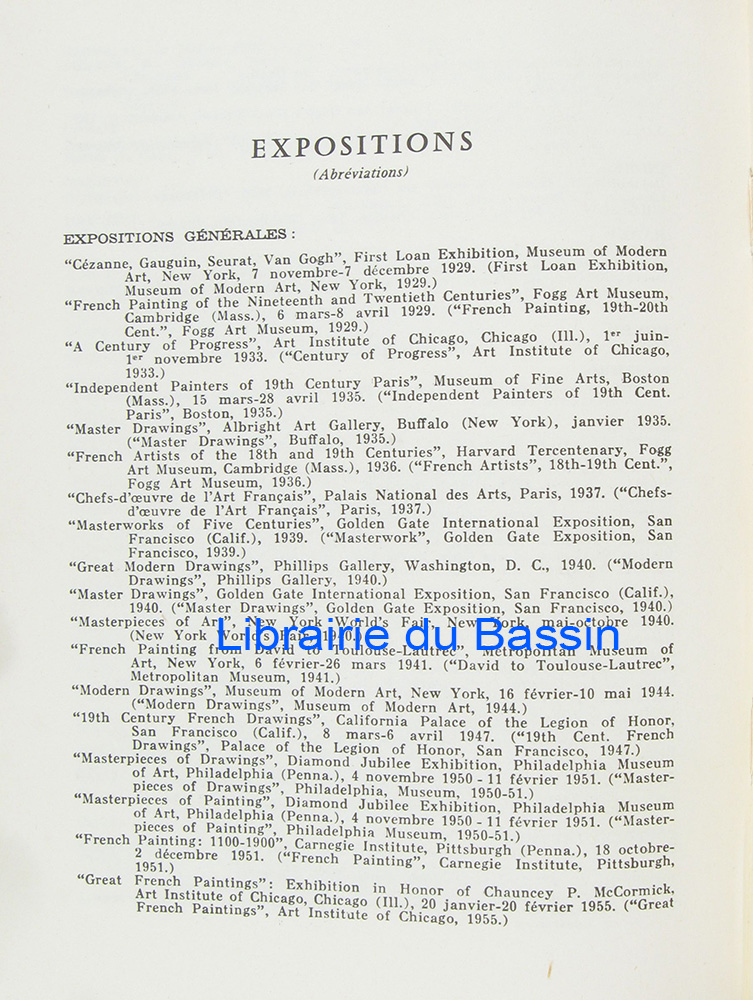 EXPOSITIONS
(Abréviations)
EXPOSITIONS GÉNÉRALES :
“Cézanne, Gauguin, Seurat, Van Gogh”, First Loan Exhibition, Museum of Modern
Art, New York, 7 novembre-7 décembre 1929. (First Loan Exhibition,
Museum of Modern Art, New York, 1929.)
“French Painting of the Nineteenth and Twentieth Centuries”, Fogg Art Museum,
Cambridge (Mass.), 6 mars-8 avril 1929. (“French Painting, 19th-20th
Cent.”, Fogg Art Museum, 1929.)
“A Century of Progress”, Art Institute of Chicago, Chicago (Ill.), 1er juin-
1er novembre 1933. (“Century of Progress”, Art Institute of Chicago,
1933.)
“Independent Painters of 19th Century Paris”, Museum of Fine Arts, Boston
(Mass.), 15 mars-28 avril 1935. (“Independent Painters of 19th Cent.
Paris”, Boston, 1935.)
“Master Drawings”, Albright Art Gallery, Buffalo (New York), janvier 1935.
(“Master Drawings”, Buffalo, 1935.)
“French Artists of the 18th and 19th Centuries”, Harvard Tercentenary, Fogg
Art Museum, Cambridge (Mass.), 1936. (“French Artists”, 18th-19th Cent.”,
Fogg Art Museum, 1936.)
“Chefs-d’œuvre de l’Art Français”, Palais National des Arts, Paris, 1937. (“Chefs-
d’œuvre de l’Art Français”, Paris, 1937.)
“Masterworks of Five Centuries”, Golden Gate International Exposition, San
Francisco (Calif.), 1939. (“Masterwork”, Golden Gate Exposition, San
Francisco, 1939.)
“Great Modern Drawings”, Phillips Gallery, Washington, D. C., 1940. (“Modern
Drawings”, Phillips Gallery, 1940.)
“Master Drawings”, Golden Gate International Exposition, San Francisco (Calif.),
1940. (“Master Drawings”, Golden Gate Exposition, San Francisco, 1940.)
“Masterpieces of Art”, New York World’s Fair, New York, mai-octobre 1940.
(New York World’s Fair, 1940.)
Librairie du Bassin
“French Painting from David to Toulouse-Lautrec”, Metropolitan Museum of
Art, New York, 6 février-26 mars 1941. (“David to Toulouse-Lautrec”,
Metropolitan Museum, 1941.)
“Modern Drawings”, Museum of Modern Art, New York, 16 février-10 mai 1944.
(“Modern Drawings”, Museum of Modern Art, 1944.)
“19th Century French Drawings”, California Palace of the Legion of Honor,
San Francisco (Calif.), 8 mars-6 avril 1947. (“19th Cent. French
Drawings”, Palace of the Legion of Honor, San Francisco, 1947.)
“Masterpieces of Drawings”, Diamond Jubilee Exhibition, Philadelphia Museum
of Art, Philadelphia (Penna.), 4 novembre 1950 - 11 février 1951. (“Master-
pieces of Drawings”, Philadelphia, Museum, 1950-51.)
“Masterpieces of Painting”, Diamond Jubilee Exhibition, Philadelphia Museum
of Art, Philadelphia (Penna.), 4 novembre 1950 - 11 février 1951. (“Master-
pieces of Painting”, Philadelphia Museum, 1950-51.)
“French Painting: 1100-1900”, Carnegie Institute, Pittsburgh (Penna.), 18 octobre-
2 décembre 1951. (“French Painting”, Carnegie Institute, Pittsburgh,
1951.)
“Great French Paintings”: Exhibition in Honor of Chauncey P. McCormick,
Art Institute of Chicago, Chicago (Ill.), 20 janvier-20 février 1955. (“Great
French Paintings”, Art Institute of Chicago, 1955.)